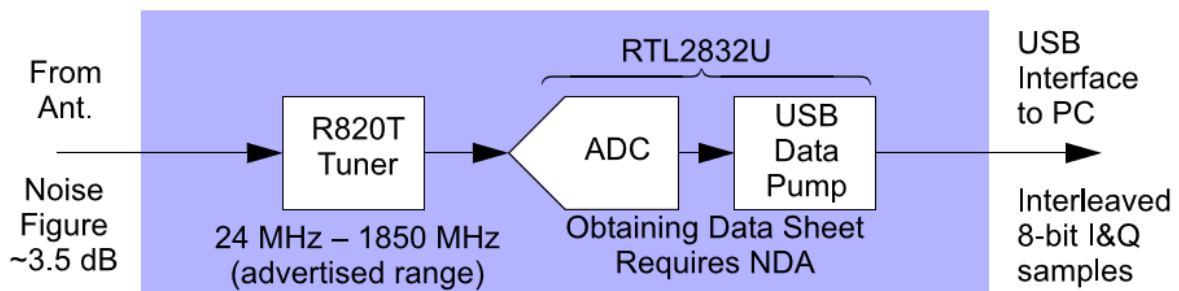 From
Ant.
Noise
Figure
~3.5 dB
R820T
Tuner
24 MHz – 1850 MHz
(advertised range)
RTL2832U
ADC
USB
Data
Pump
Obtaining Data Sheet
Requires NDA
USB
Interface
to PC
Interleaved
8-bit I&Q
samples